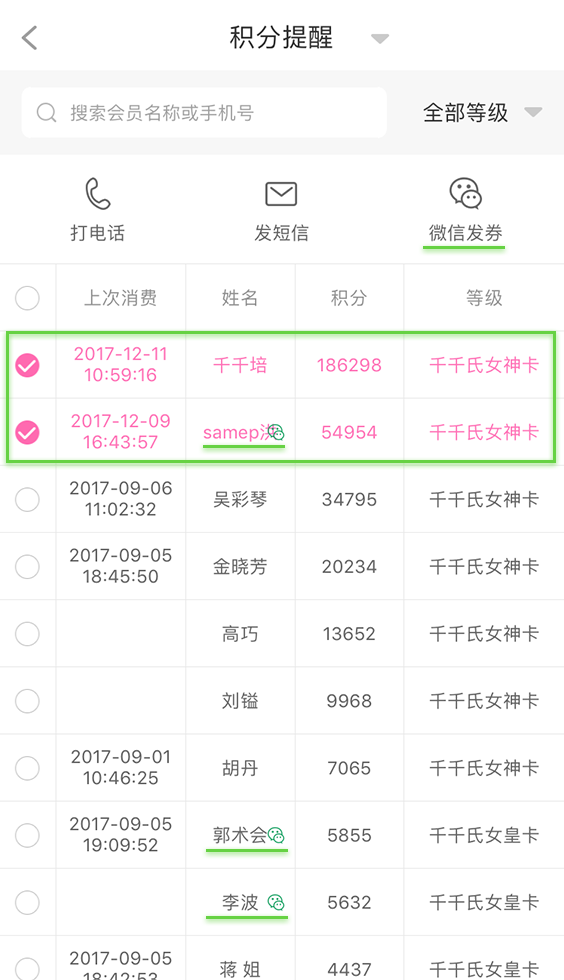 积分提醒
搜索会员名称或手机号
全部等级
打电话 发短信 微信发券
上次消费 姓名 积分 等级
2017-12-11
10:59:16 千千培 186298 千千氏女神卡
2017-12-09
16:43:57 samep 54954 千千氏女神卡
2017-09-06
11:02:32 吴彩琴 34795 千千氏女神卡
2017-09-05
18:45:50 金晓芳 20234 千千氏女神卡
高巧 13652 千千氏女神卡
刘镒 9968 千千氏女神卡
2017-09-01
10:46:25 胡丹 7065 千千氏女神卡
2017-09-05
19:09:52 郭术会 5855 千千氏女皇卡
李波 5632 千千氏女皇卡
2017-09-05
18:42:53 蒋 姐 4437 千千氏女皇卡